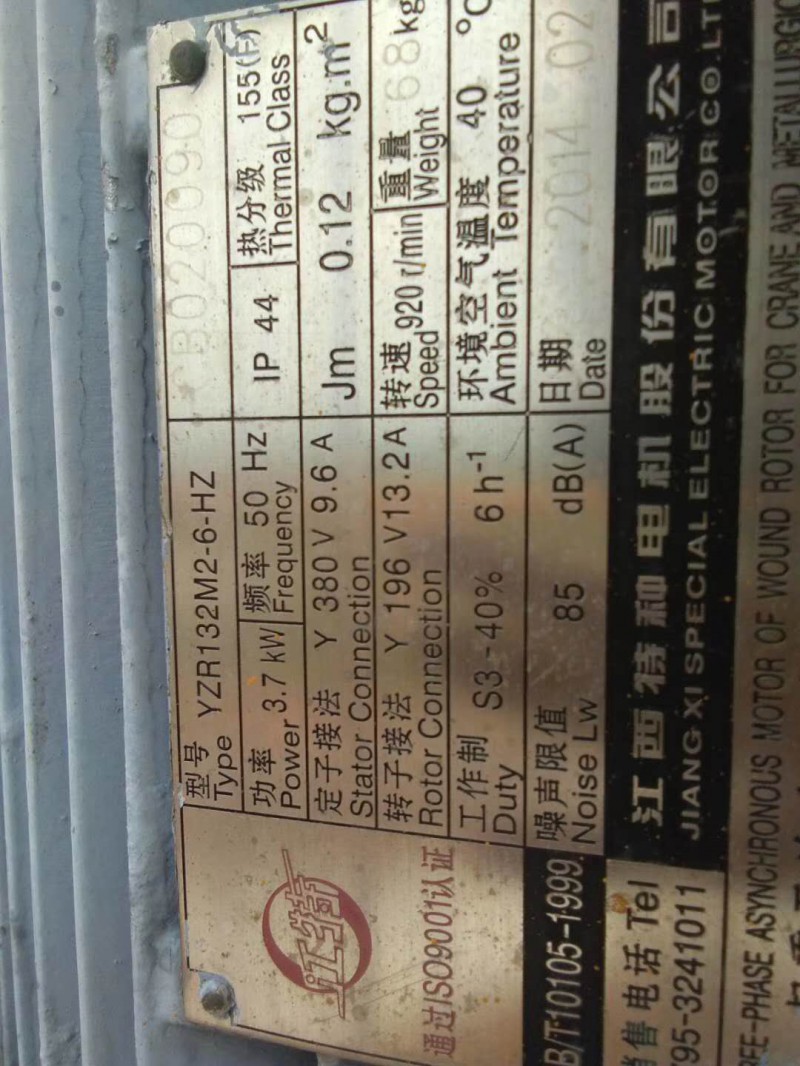 江特
通过ISO9001认证
B/T10105-1999.
销售电话 Tel
795-3241011
型号 Type YZR132M2-6-HZ B020090
功率 Power 3.7 kW 频率 Frequency 50 Hz IP 44 热分级 Thermal Class 155(F)
定子接法 Stator Connection Y 380 V 9.6 A Jm 0.12 kg.m²
转子接法 Rotor Connection Y 196 V 13.2 A 转速 Speed 920 r/min 重量 Weight 68 kg
工作制 Duty S3-40% 6 h⁻¹ 环境空气温度 Ambient Temperature 40 °C
噪声限值 Noise Lw 85 dB(A) 日期 Date 2014 02
江西特种电机股份有限公司
JIANG XI SPECIAL ELECTRIC MOTOR CO.LT
REE-PHASE ASYNCHRONOUS MOTOR OF WOUND ROTOR FOR CRANE AND METALLURGIC